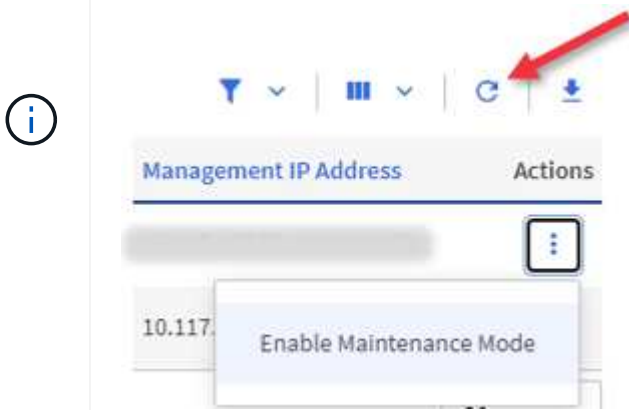 Management IP Address Actions
10.117.
Enable Maintenance Mode